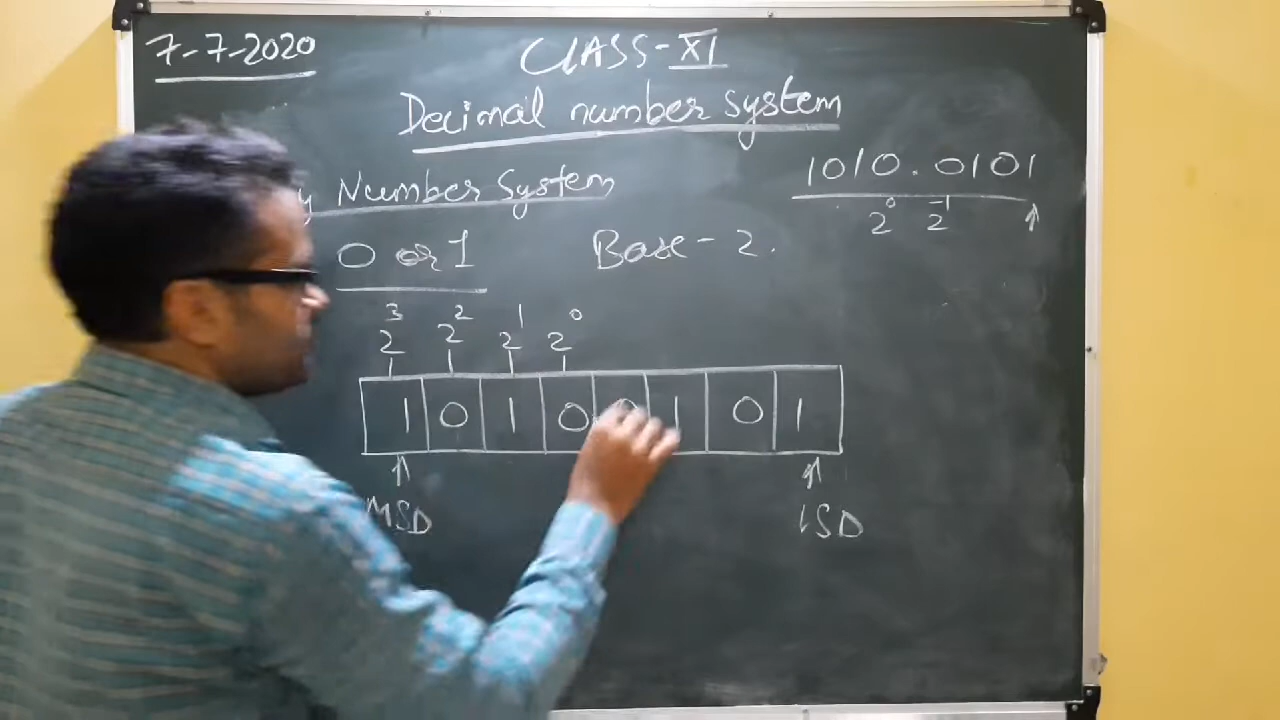 7-7-2020
CLASS-XI
Decimal number system
y Number System
1010.0101
2⁰ 2⁻¹
0 or 1
Base - 2.
2³ 2² 2¹ 2⁰
1 0 1 0 0 1 0 1
MSD
LSD